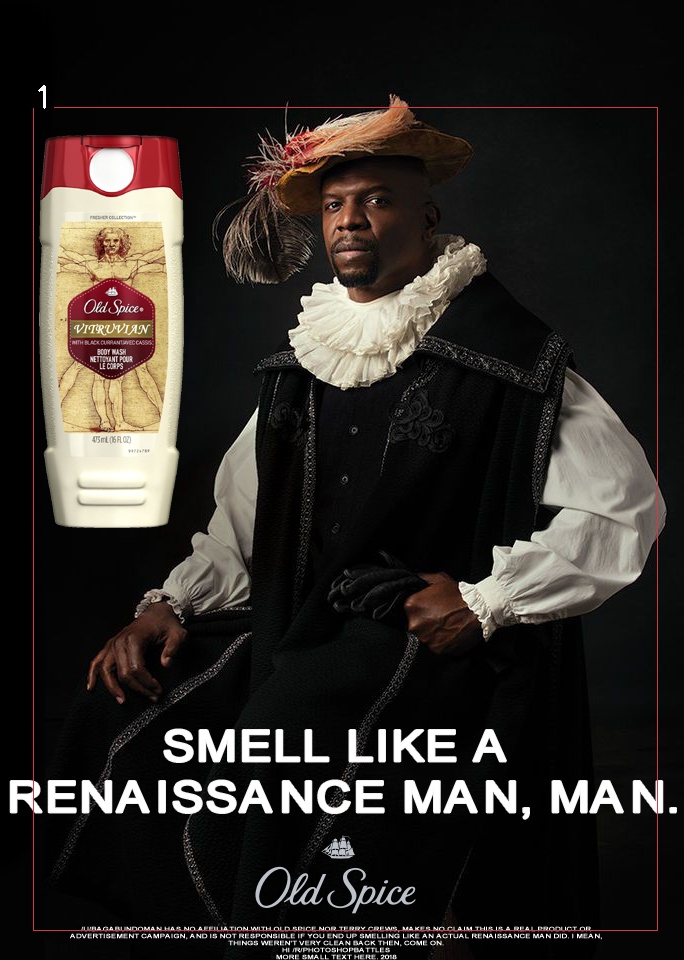 1
FRESHER COLLECTION™
Old Spice®
VITRUVIAN
WITH BLACK CURRANT/AVEC CASSIS
BODY WASH
NETTOYANT POUR
LE CORPS
473 mL (16 FL OZ)
SMELL LIKE A
RENAISSANCE MAN, MAN.
Old Spice
/U/BAGABUNDOMAN HAS NO AFFILIATION WITH OLD SPICE NOR TERRY CREWS, MAKES NO CLAIM THIS IS A REAL PRODUCT OR
ADVERTISEMENT CAMPAIGN, AND IS NOT RESPONSIBLE IF YOU END UP SMELLING LIKE AN ACTUAL RENAISSANCE MAN DID. I MEAN,
THINGS WEREN'T VERY CLEAN BACK THEN, COME ON.
HI /R/PHOTOSHOPBATTLES
MORE SMALL TEXT HERE. 2018